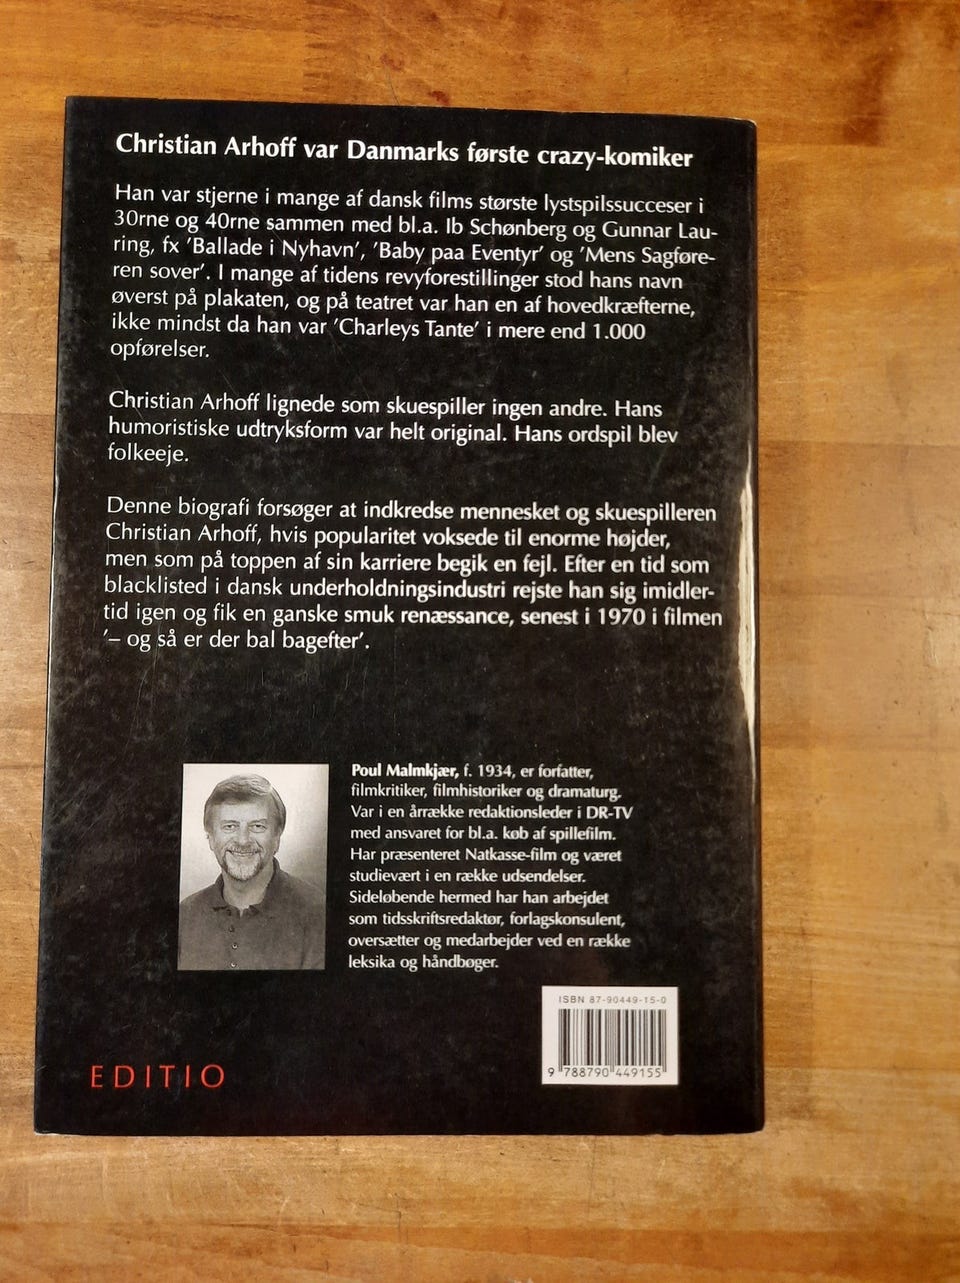 Christian Arhoff var Danmarks første crazy-komiker
Han var stjerne i mange af dansk films største lystspilssucceser i
30rne og 40rne sammen med bl.a. Ib Schønberg og Gunnar Lau-
ring, fx 'Ballade i Nyhavn', 'Baby paa Eventyr' og 'Mens Sagføre-
ren sover'. I mange af tidens revyforestillinger stod hans navn
øverst på plakaten, og på teatret var han en af hovedkræfterne,
ikke mindst da han var 'Charleys Tante' i mere end 1.000
opførelser.
Christian Arhoff lignede som skuespiller ingen andre. Hans
humoristiske udtryksform var helt original. Hans ordspil blev
folkeeje.
Denne biografi forsøger at indkredse mennesket og skuespilleren
Christian Arhoff, hvis popularitet voksede til enorme højder,
men som på toppen af sin karriere begik en fejl. Efter en tid som
blacklisted i dansk underholdningsindustri rejste han sig imidler-
tid igen og fik en ganske smuk renæssance, senest i 1970 i filmen
'– og så er der bal bagefter'.
Poul Malmkjær, f. 1934, er forfatter,
filmkritiker, filmhistoriker og dramaturg.
Var i en årrække redaktionsleder i DR-TV
med ansvaret for bl.a. køb af spillefilm.
Har præsenteret Natkasse-film og været
studievært i en række udsendelser.
Sideløbende hermed har han arbejdet
som tidsskriftsredaktør, forlagskonsulent,
oversætter og medarbejder ved en række
leksika og håndbøger.
ISBN 87-90449-15-0
9 788790 449155
EDITIO